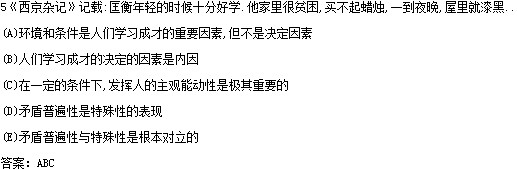 5《西京杂记》记载:匡衡年轻的时候十分好学.他家里很贫困,买不起蜡烛,一到夜晚,屋里就漆黑..
(A)环境和条件是人们学习成才的重要因素,但不是决定因素
(B)人们学习成才的决定的因素是内因
(C)在一定的条件下,发挥人的主观能动性是极其重要的
(D)矛盾普遍性是特殊性的表现
(E)矛盾普遍性与特殊性是根本对立的
答案: ABC